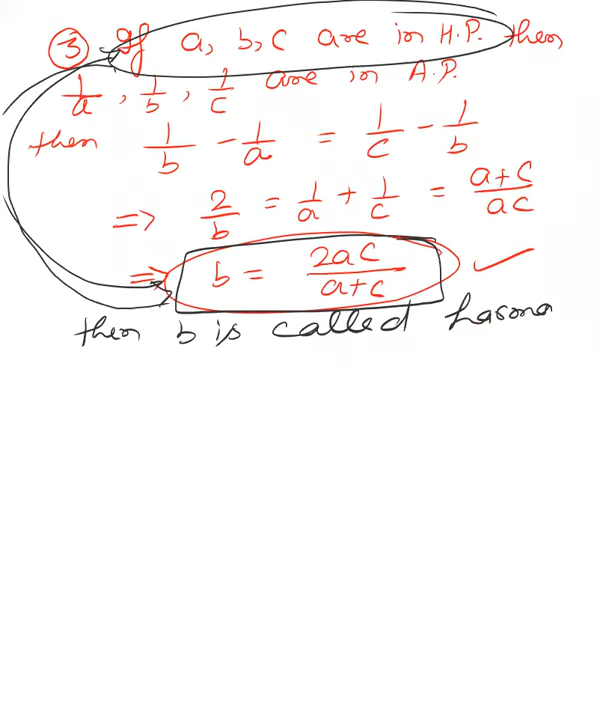 ③ If a, b, c are in H.P. then
1/a, 1/b, 1/c are in A.P.
then 1/b - 1/a = 1/c - 1/b
=> 2/b = 1/a + 1/c = a+c/ac
=> b = 2ac/a+c ✓
then b is called harmo